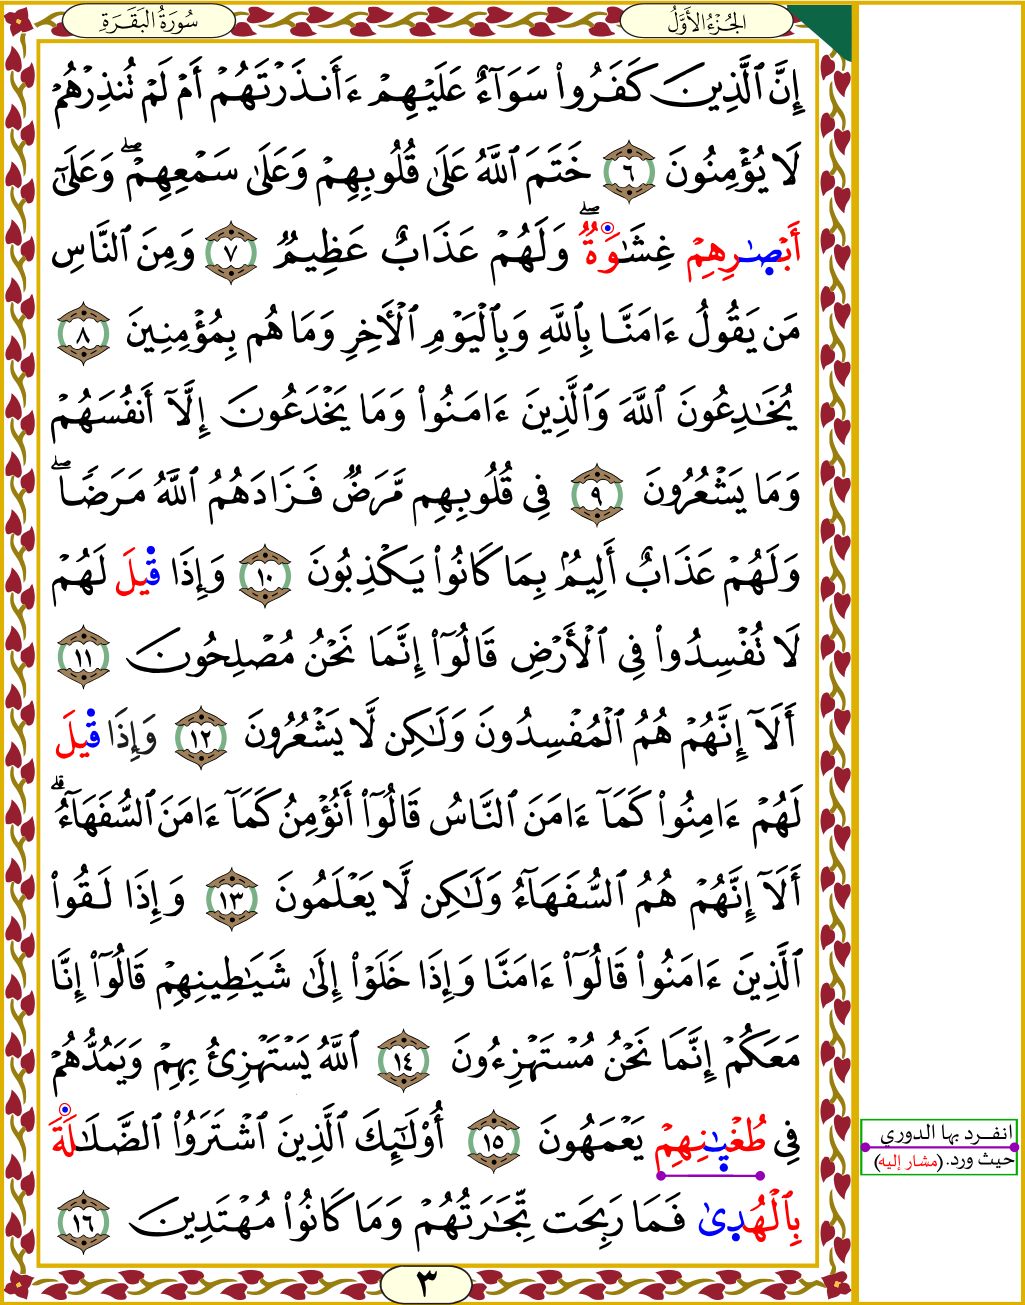 الجُزْءُ الأَوَّلُ
سُورَةُ البَقَرَةِ
إِنَّ ٱلَّذِينَ كَفَرُوا۟ سَوَآءٌ عَلَيْهِمْ ءَأَنذَرْتَهُمْ أَمْ لَمْ تُنذِرْهُمْ
لَا يُؤْمِنُونَ ٦ خَتَمَ ٱللَّهُ عَلَىٰ قُلُوبِهِمْ وَعَلَىٰ سَمْعِهِمْ ۖ وَعَلَىٰٓ
أَبْصَـٰرِهِمْ غِشَـٰوَةٌ ۖ وَلَهُمْ عَذَابٌ عَظِيمٌ ٧ وَمِنَ ٱلنَّاسِ
مَن يَقُولُ ءَامَنَّا بِٱللَّهِ وَبِٱلْيَوْمِ ٱلْأَخِرِ وَمَا هُم بِمُؤْمِنِينَ ٨
يُخَـٰدِعُونَ ٱللَّهَ وَٱلَّذِينَ ءَامَنُوا۟ وَمَا يَخْدَعُونَ إِلَّآ أَنفُسَهُمْ
وَمَا يَشْعُرُونَ ٩ فِى قُلُوبِهِم مَّرَضٌ فَزَادَهُمُ ٱللَّهُ مَرَضًا ۖ
وَلَهُمْ عَذَابٌ أَلِيمٌۢ بِمَا كَانُوا۟ يَكْذِبُونَ ١٠ وَإِذَا قِيلَ لَهُمْ
لَا تُفْسِدُوا۟ فِى ٱلْأَرْضِ قَالُوٓا۟ إِنَّمَا نَحْنُ مُصْلِحُونَ ١١
أَلَآ إِنَّهُمْ هُمُ ٱلْمُفْسِدُونَ وَلَـٰكِن لَّا يَشْعُرُونَ ١٢ وَإِذَا قِيلَ
لَهُمْ ءَامِنُوا۟ كَمَآ ءَامَنَ ٱلنَّاسُ قَالُوٓا۟ أَنُؤْمِنُ كَمَآ ءَامَنَ ٱلسُّفَهَآءُ ۗ
أَلَآ إِنَّهُمْ هُمُ ٱلسُّفَهَآءُ وَلَـٰكِن لَّا يَعْلَمُونَ ١٣ وَإِذَا لَقُوا۟
ٱلَّذِينَ ءَامَنُوا۟ قَالُوٓا۟ ءَامَنَّا وَإِذَا خَلَوْا۟ إِلَىٰ شَيَـٰطِينِهِمْ قَالُوٓا۟ إِنَّا
مَعَكُمْ إِنَّمَا نَحْنُ مُسْتَهْزِءُونَ ١٤ ٱللَّهُ يَسْتَهْزِئُ بِهِمْ وَيَمُدُّهُمْ
فِى طُغْيَـٰنِهِمْ يَعْمَهُونَ ١٥ أُو۟لَـٰٓئِكَ ٱلَّذِينَ ٱشْتَرَوُا۟ ٱلضَّلَـٰلَةَ
بِٱلْهُدَىٰ فَمَا رَبِحَت تِّجَـٰرَتُهُمْ وَمَا كَانُوا۟ مُهْتَدِينَ ١٦
انفرد بها الدوري
حيث ورد. (مشار إليه)
٣